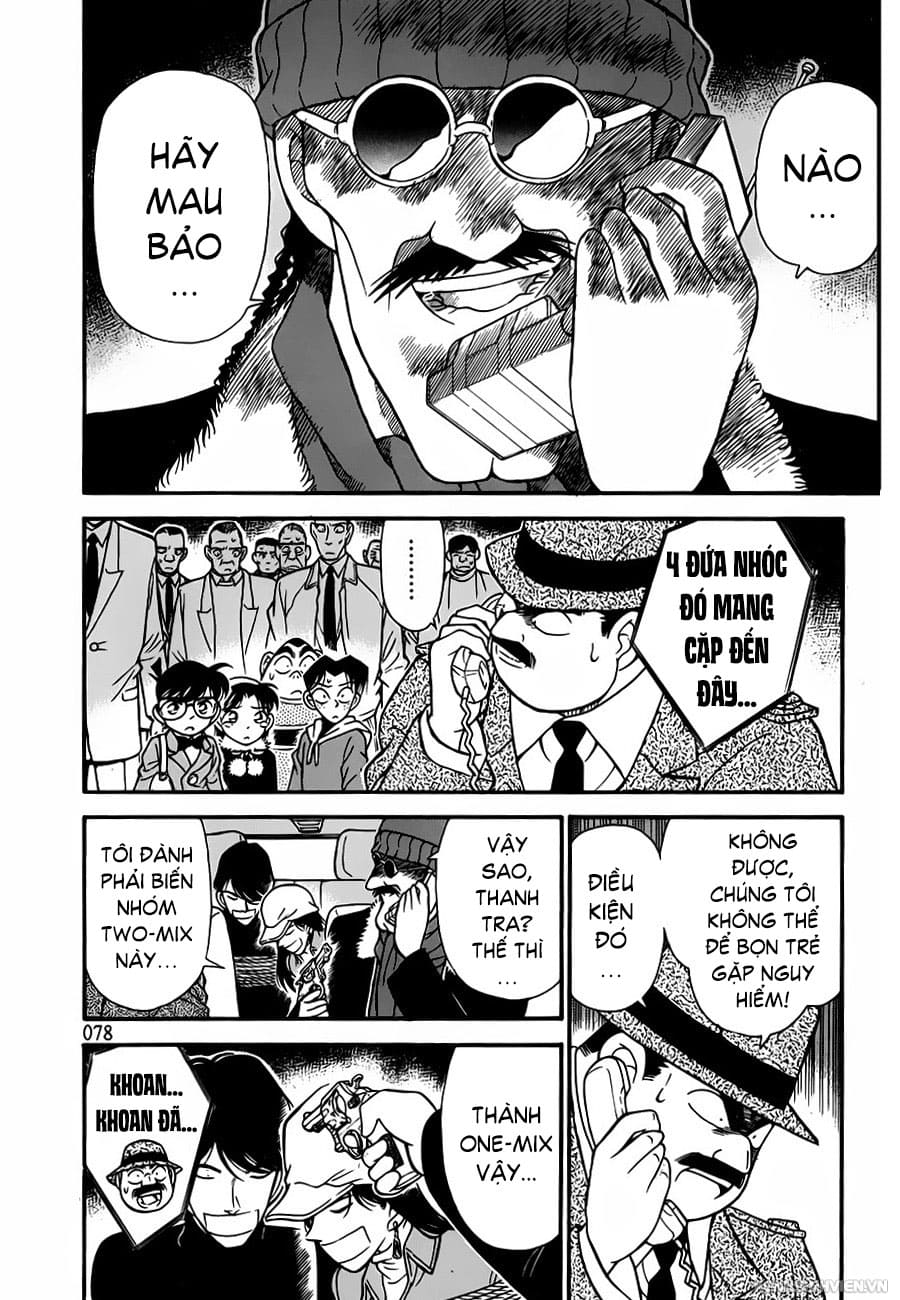 NÀO
...
HÃY
MAU
BẢO
...
4 ĐỨA NHÓC
ĐÓ MANG
CẶP ĐẾN
ĐÂY...
.........
KHÔNG
ĐƯỢC,
CHÚNG TÔI
KHÔNG THỂ
ĐỂ BỌN TRẺ
GẶP NGUY
HIỂM!
ĐIỀU
KIỆN
ĐÓ
...
VẬY
SAO,
THANH
TRA?
THẾ THÌ
...
TÔI ĐÀNH
PHẢI BIẾN
NHÓM
TWO-MIX
NÀY...
078
THÀNH
ONE-MIX
VẬY...
KHOAN...
KHOAN ĐÃ...